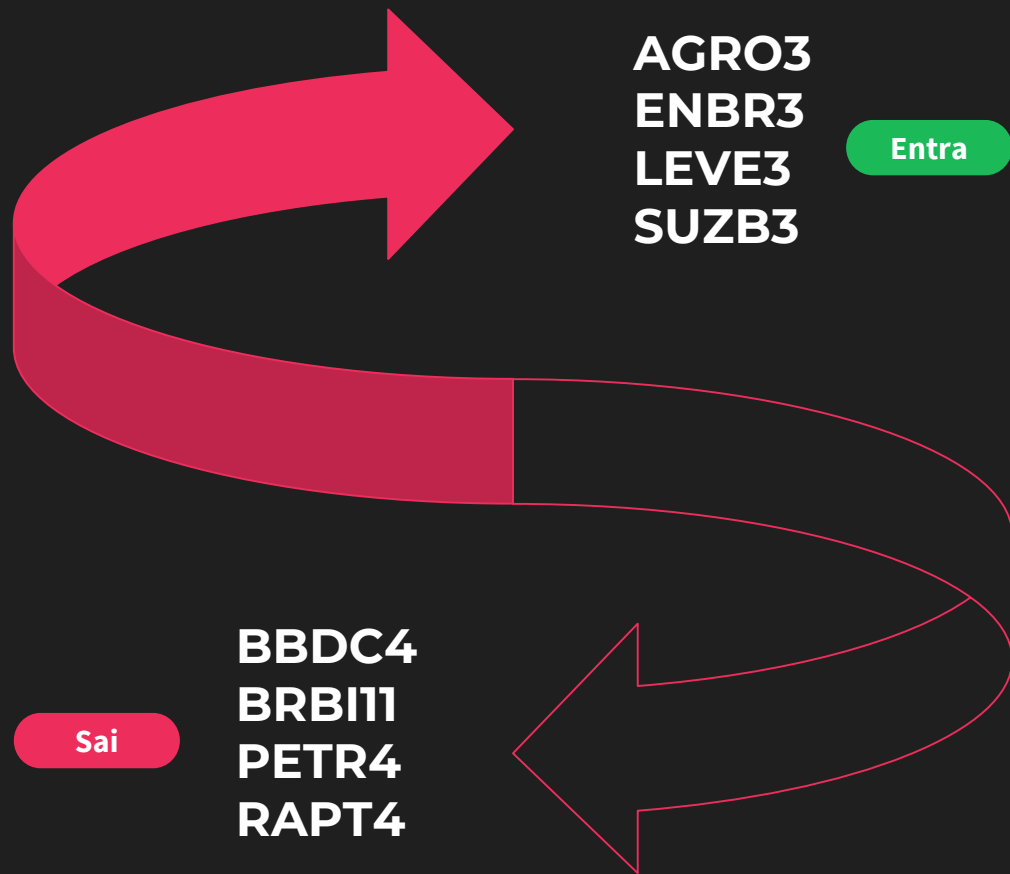 AGRO3
ENBR3
LEVE3
SUZB3
Entra
BBDC4
BRBI11
PETR4
RAPT4
Sai